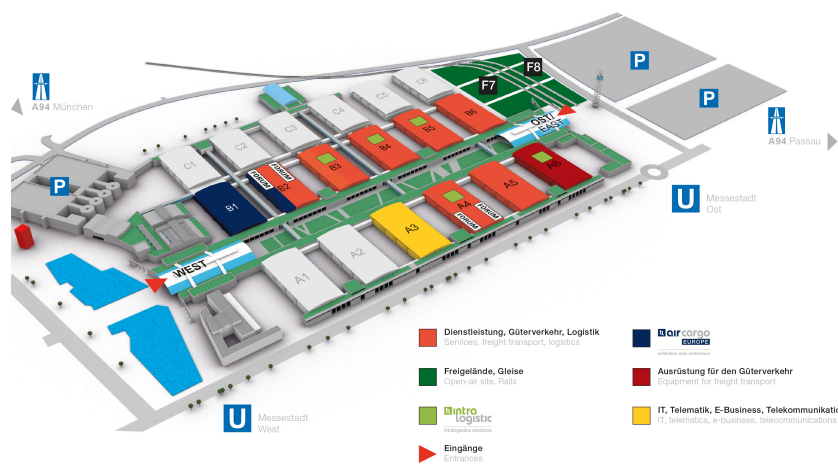 F8
F7
P
P
A94 München
C6
C5
C4
C3
C2
C1
B6
B5
B4
B3
FORUM
B2
FORUM
B1
OST/
EAST
A94 Passau
P
A6
A5
A4
FORUM
FORUM
A3
A2
A1
WEST
U Messestadt
Ost
U Messestadt
West
Dienstleistung, Güterverkehr, Logistik
Services, freight transport, logistics
Freigelände, Gleise
Open-air site, Rails
intra
logistic
intralogistics solutions
Eingänge
Entrances
air cargo
EUROPE
exhibition and conference
Ausrüstung für den Güterverkehr
Equipment for freight transport
IT, Telematik, E-Business, Telekommunikatio
IT, telematics, e-business, telecommunications